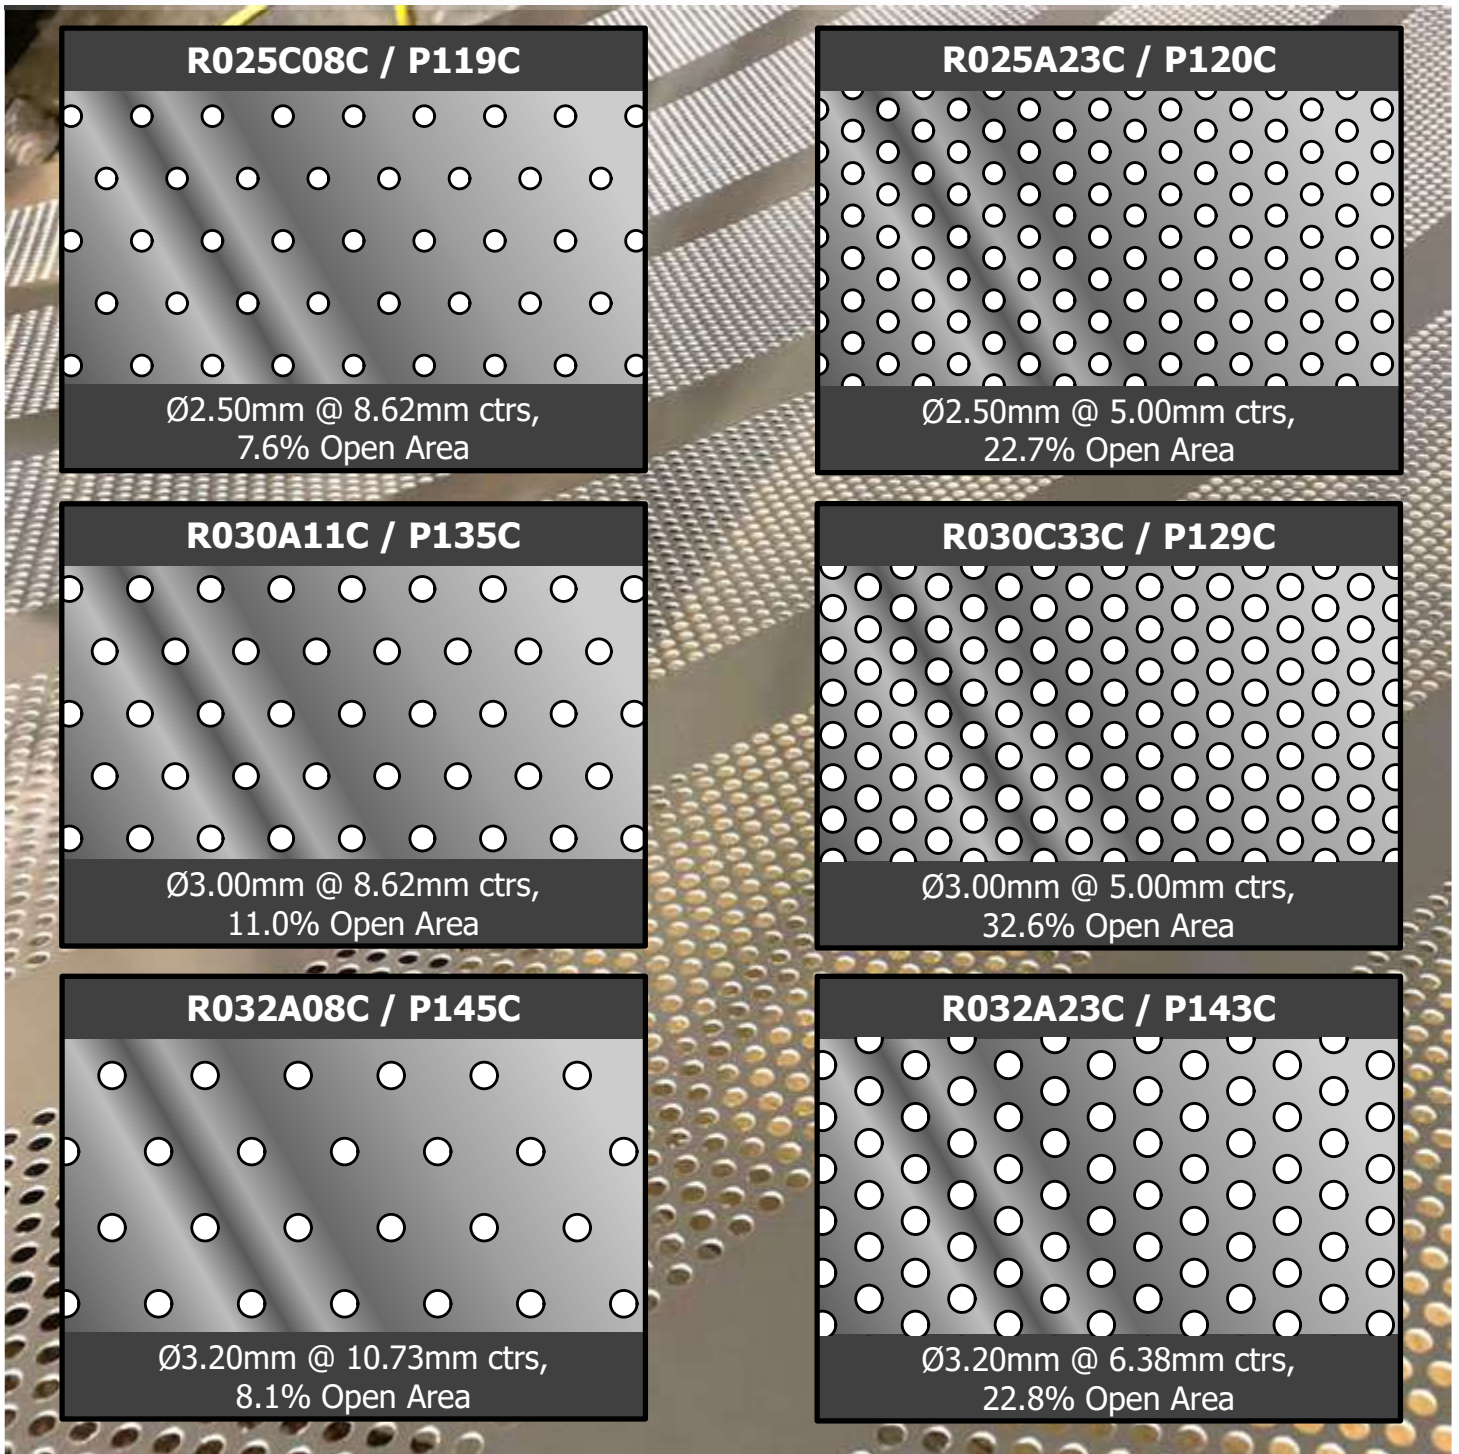 R025C08C / P119C
Ø2.50mm @ 8.62mm ctrs,
7.6% Open Area
R025A23C / P120C
Ø2.50mm @ 5.00mm ctrs,
22.7% Open Area
R030A11C / P135C
Ø3.00mm @ 8.62mm ctrs,
11.0% Open Area
R030C33C / P129C
Ø3.00mm @ 5.00mm ctrs,
32.6% Open Area
R032A08C / P145C
Ø3.20mm @ 10.73mm ctrs,
8.1% Open Area
R032A23C / P143C
Ø3.20mm @ 6.38mm ctrs,
22.8% Open Area